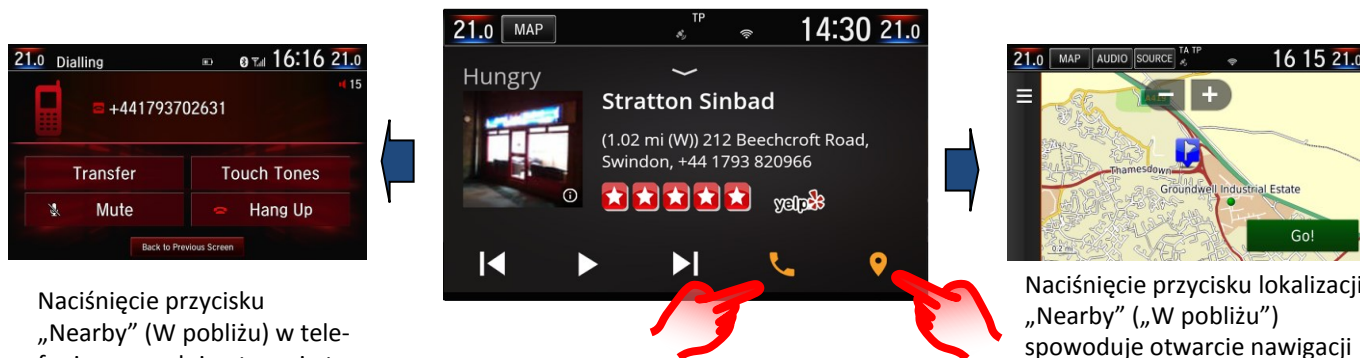 21.0 Dialling 16:16 21.0
15
+441793702631
Transfer Touch Tones
Mute Hang Up
Back to Previous Screen
Naciśnięcie przycisku
„Nearby” (W pobliżu) w tele-
21.0 MAP TP 14:30 21.0
Hungry
Stratton Sinbad
(1.02 mi (W)) 212 Beechcroft Road,
Swindon, +44 1793 820966
yelp
21.0 MAP AUDIO SOURCE TA TP 16 15 21.0
Thamesdown
Groundwell Industrial Estate
0.2 mi
Go!
Naciśnięcie przycisku lokalizacji
„Nearby” („W pobliżu”)
spowoduje otwarcie nawigacji